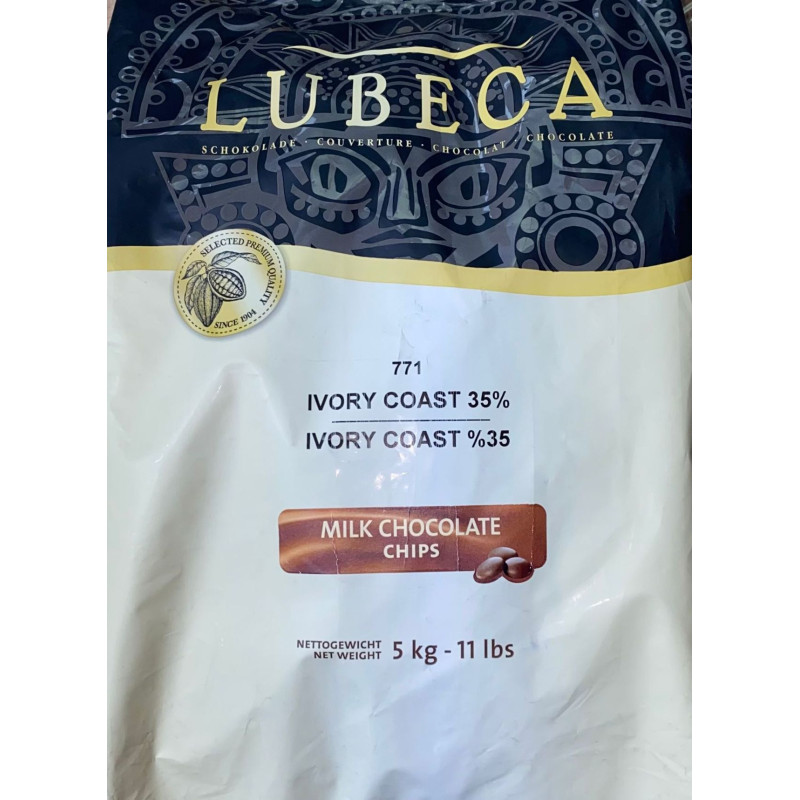 LUBECA
SCHOKOLADE · COUVERTURE · CHOCOLAT · CHOCOLATE
SELECTED PREMIUM QUALITY
SINCE 1904
771
IVORY COAST 35%
IVORY COAST %35
MILK CHOCOLATE
CHIPS
NETTOGEWICHT
NET WEIGHT 5 kg - 11 lbs